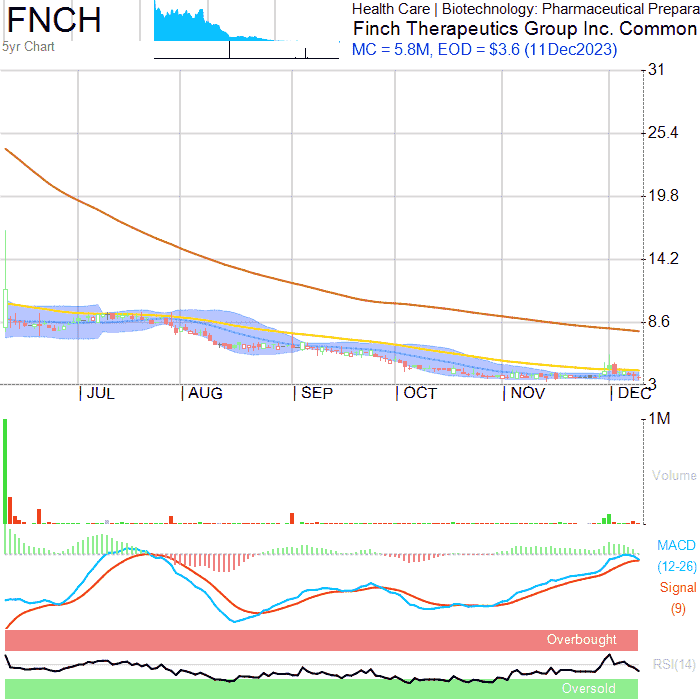 FNCH
Health Care | Biotechnology: Pharmaceutical Prepara
Finch Therapeutics Group Inc. Common
5yr Chart
MC = 5.8M, EOD = $3.6 (11Dec2023)
31
25.4
19.8
14.2
8.6
3
JUL AUG SEP OCT NOV DEC
1M
Volume
MACD
(12-26)
Signal
(9)
Overbought
RSI(14)
Oversold